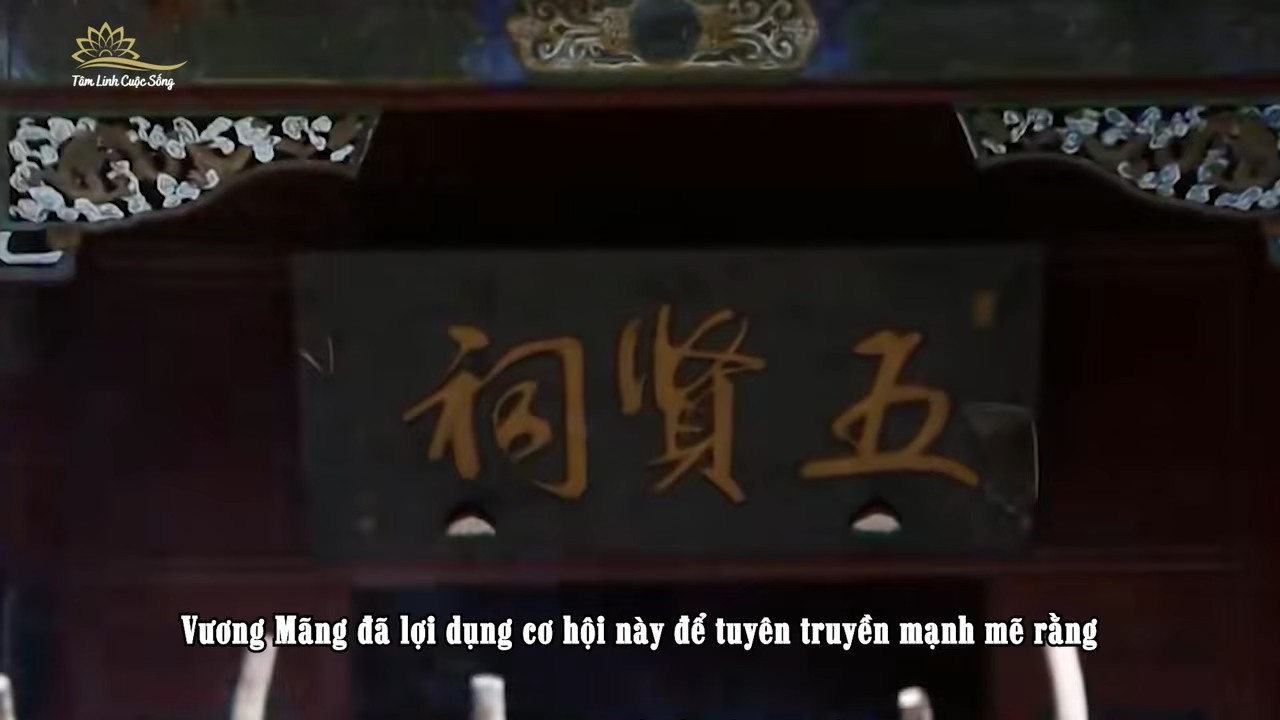 Tâm Linh Cuộc Sống
五賢祠
Vương Mãng đã lợi dụng cơ hội này để tuyên truyền mạnh mẽ rằng